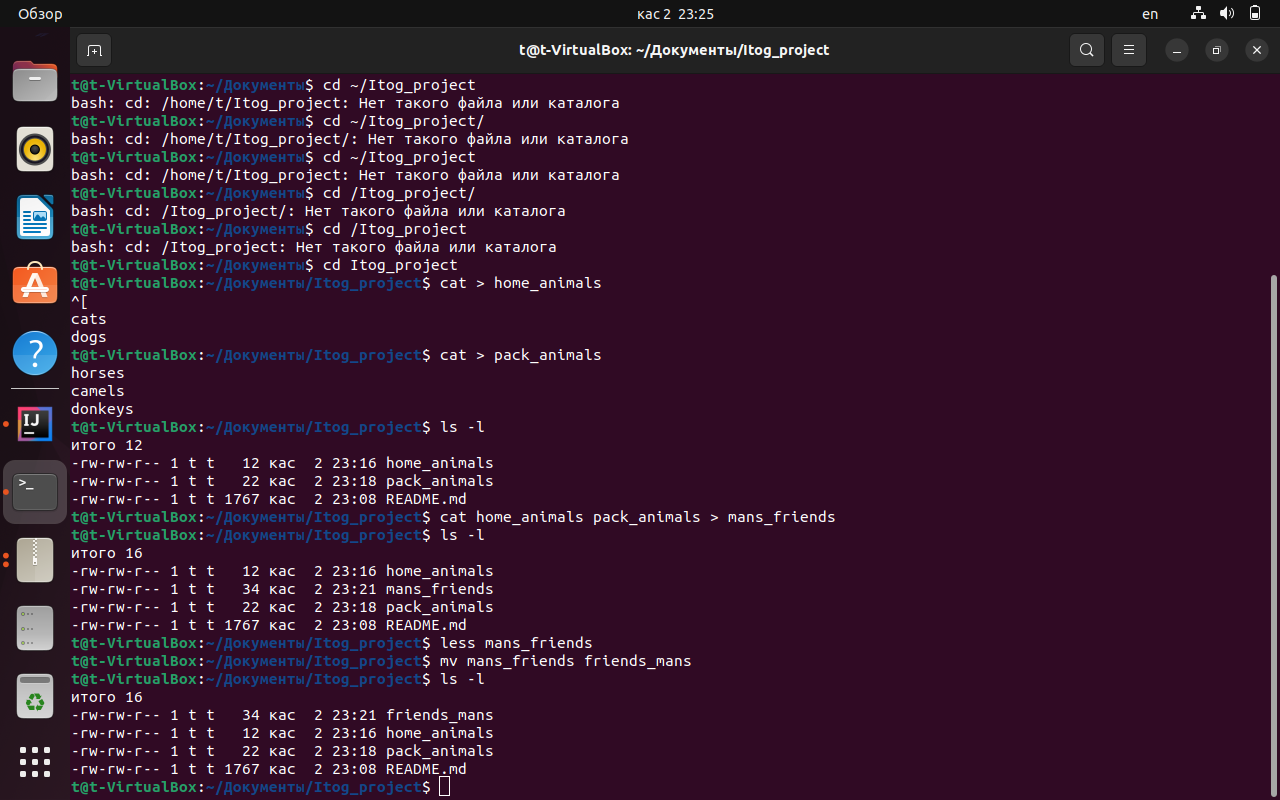 Обзор
кас 2 23:25
en
t@t-VirtualBox: ~/Документы/Itog_project
t@t-VirtualBox:~/Документы$ cd ~/Itog_project
bash: cd: /home/t/Itog_project: Нет такого файла или каталога
t@t-VirtualBox:~/Документы$ cd ~/Itog_project/
bash: cd: /home/t/Itog_project/: Нет такого файла или каталога
t@t-VirtualBox:~/Документы$ cd ~/Itog_project
bash: cd: /home/t/Itog_project: Нет такого файла или каталога
t@t-VirtualBox:~/Документы$ cd /Itog_project/
bash: cd: /Itog_project/: Нет такого файла или каталога
t@t-VirtualBox:~/Документы$ cd /Itog_project
bash: cd: /Itog_project: Нет такого файла или каталога
t@t-VirtualBox:~/Документы$ cd Itog_project
t@t-VirtualBox:~/Документы/Itog_project$ cat > home_animals
^[
cats
dogs
t@t-VirtualBox:~/Документы/Itog_project$ cat > pack_animals
horses
camels
donkeys
t@t-VirtualBox:~/Документы/Itog_project$ ls -l
итого 12
-rw-rw-r-- 1 t t   12 кас  2 23:16 home_animals
-rw-rw-r-- 1 t t   22 кас  2 23:18 pack_animals
-rw-rw-r-- 1 t t 1767 кас  2 23:08 README.md
t@t-VirtualBox:~/Документы/Itog_project$ cat home_animals pack_animals > mans_friends
t@t-VirtualBox:~/Документы/Itog_project$ ls -l
итого 16
-rw-rw-r-- 1 t t   12 кас  2 23:16 home_animals
-rw-rw-r-- 1 t t   34 кас  2 23:21 mans_friends
-rw-rw-r-- 1 t t   22 кас  2 23:18 pack_animals
-rw-rw-r-- 1 t t 1767 кас  2 23:08 README.md
t@t-VirtualBox:~/Документы/Itog_project$ less mans_friends
t@t-VirtualBox:~/Документы/Itog_project$ mv mans_friends friends_mans
t@t-VirtualBox:~/Документы/Itog_project$ ls -l
итого 16
-rw-rw-r-- 1 t t   34 кас  2 23:21 friends_mans
-rw-rw-r-- 1 t t   12 кас  2 23:16 home_animals
-rw-rw-r-- 1 t t   22 кас  2 23:18 pack_animals
-rw-rw-r-- 1 t t 1767 кас  2 23:08 README.md
t@t-VirtualBox:~/Документы/Itog_project$
IJ